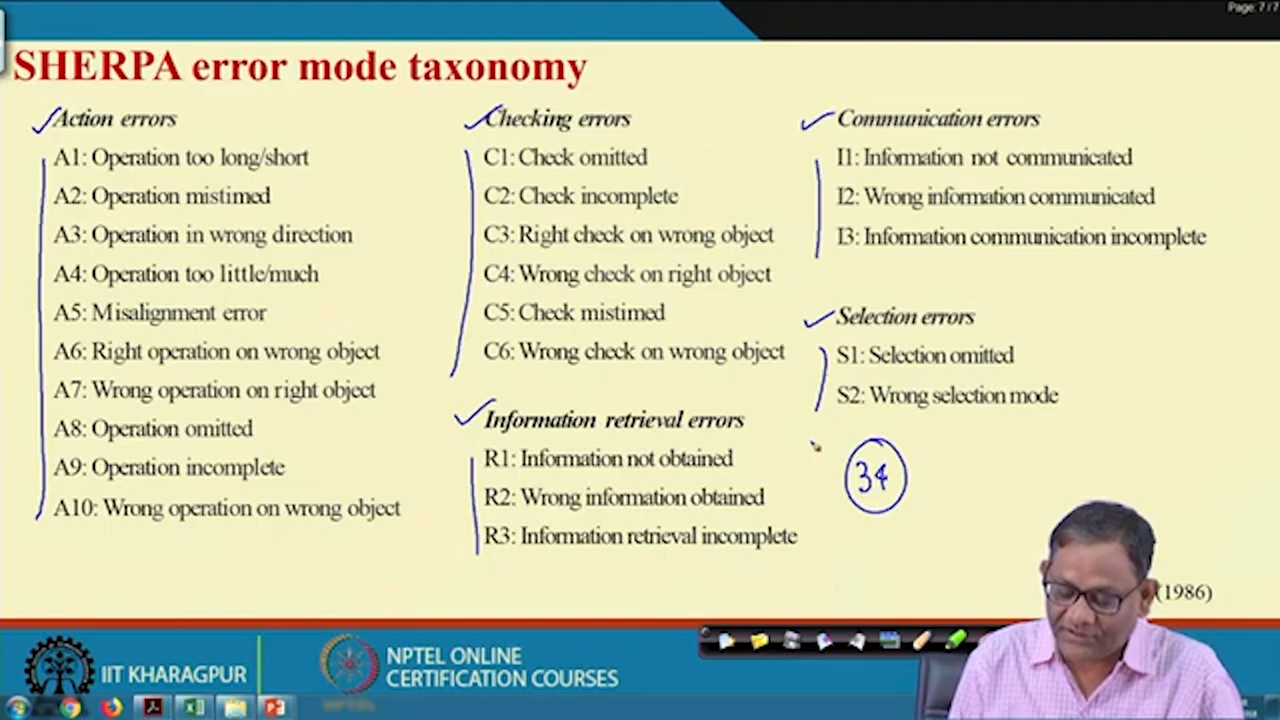 Page: 7 / 7
SHERPA error mode taxonomy
Action errors
A1: Operation too long/short
A2: Operation mistimed
A3: Operation in wrong direction
A4: Operation too little/much
A5: Misalignment error
A6: Right operation on wrong object
A7: Wrong operation on right object
A8: Operation omitted
A9: Operation incomplete
A10: Wrong operation on wrong object
Checking errors
C1: Check omitted
C2: Check incomplete
C3: Right check on wrong object
C4: Wrong check on right object
C5: Check mistimed
C6: Wrong check on wrong object
Information retrieval errors
R1: Information not obtained
R2: Wrong information obtained
R3: Information retrieval incomplete
Communication errors
I1: Information not communicated
I2: Wrong information communicated
I3: Information communication incomplete
Selection errors
S1: Selection omitted
S2: Wrong selection mode
34
(1986)
IIT KHARAGPUR
NPTEL ONLINE
CERTIFICATION COURSES